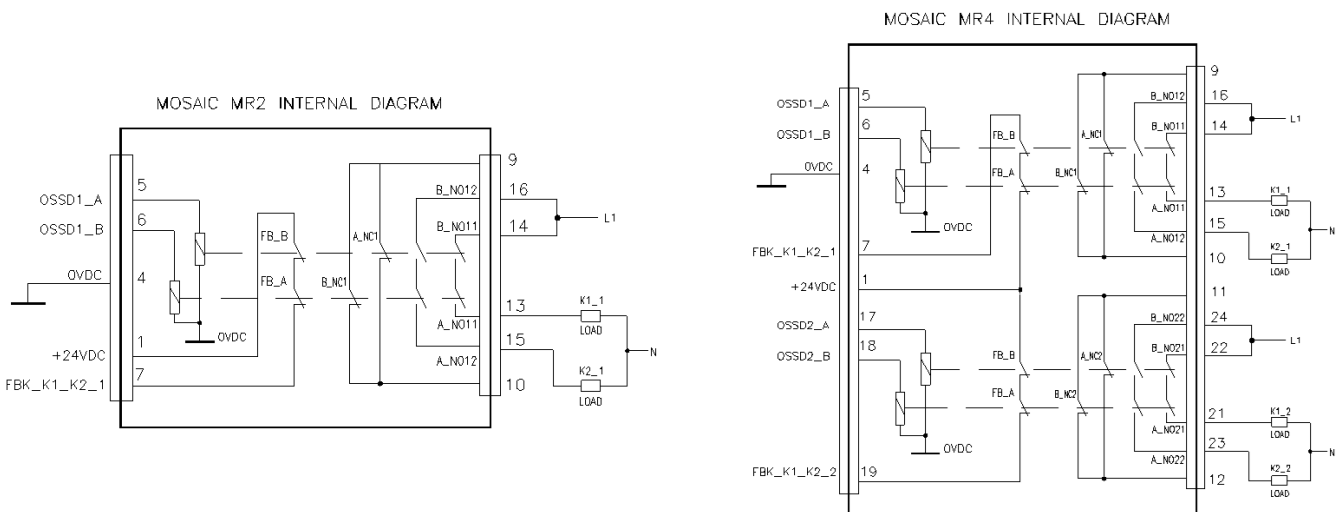 MOSAIC MR2 INTERNAL DIAGRAM
OSSD1_A
5
OSSD1_B
6
0VDC
4
+24VDC
1
FBK_K1_K2_1
7
0VDC
FB_B
FB_A
A_NC1
B_NC1
B_NO12
B_NO11
A_NO11
A_NO12
9
16
14
L1
13
K1_1
LOAD
15
N
K2_1
LOAD
10
MOSAIC MR4 INTERNAL DIAGRAM
OSSD1_A
5
OSSD1_B
6
0VDC
4
FBK_K1_K2_1
7
+24VDC
1
OSSD2_A
17
OSSD2_B
18
FBK_K1_K2_2
19
0VDC
FB_B
FB_A
A_NC1
B_NC1
B_NO12
B_NO11
A_NO11
A_NO12
9
16
14
L1
13
K1_1
LOAD
15
N
K2_1
LOAD
10
0VDC
FB_B
FB_A
A_NC2
B_NC2
B_NO22
B_NO21
A_NO21
A_NO22
11
24
22
L1
21
K1_2
LOAD
23
N
K2_2
LOAD
12